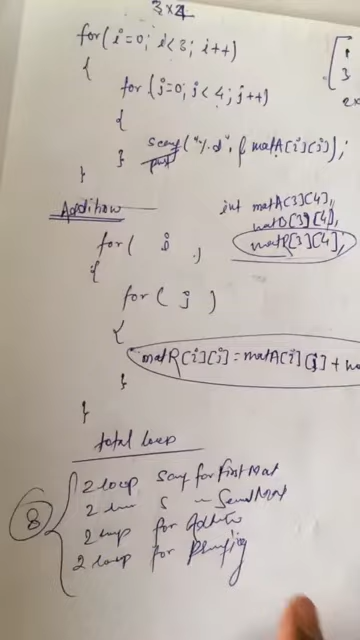 3x4
for(i=0; i<3; i++)
{
for (j=0; j<4; j++)
{
scanf("%d", &matA[i][j]);
}
}
Addition
int matA[3][4],
matB[3][4],
matR[3][4],
for( i )
{
for( j )
{
matR[i][j] = matA[i][j] +
}
}
total loop
2 loop scanf for First Mat
2 loop
2 loop for
2 loop for
8